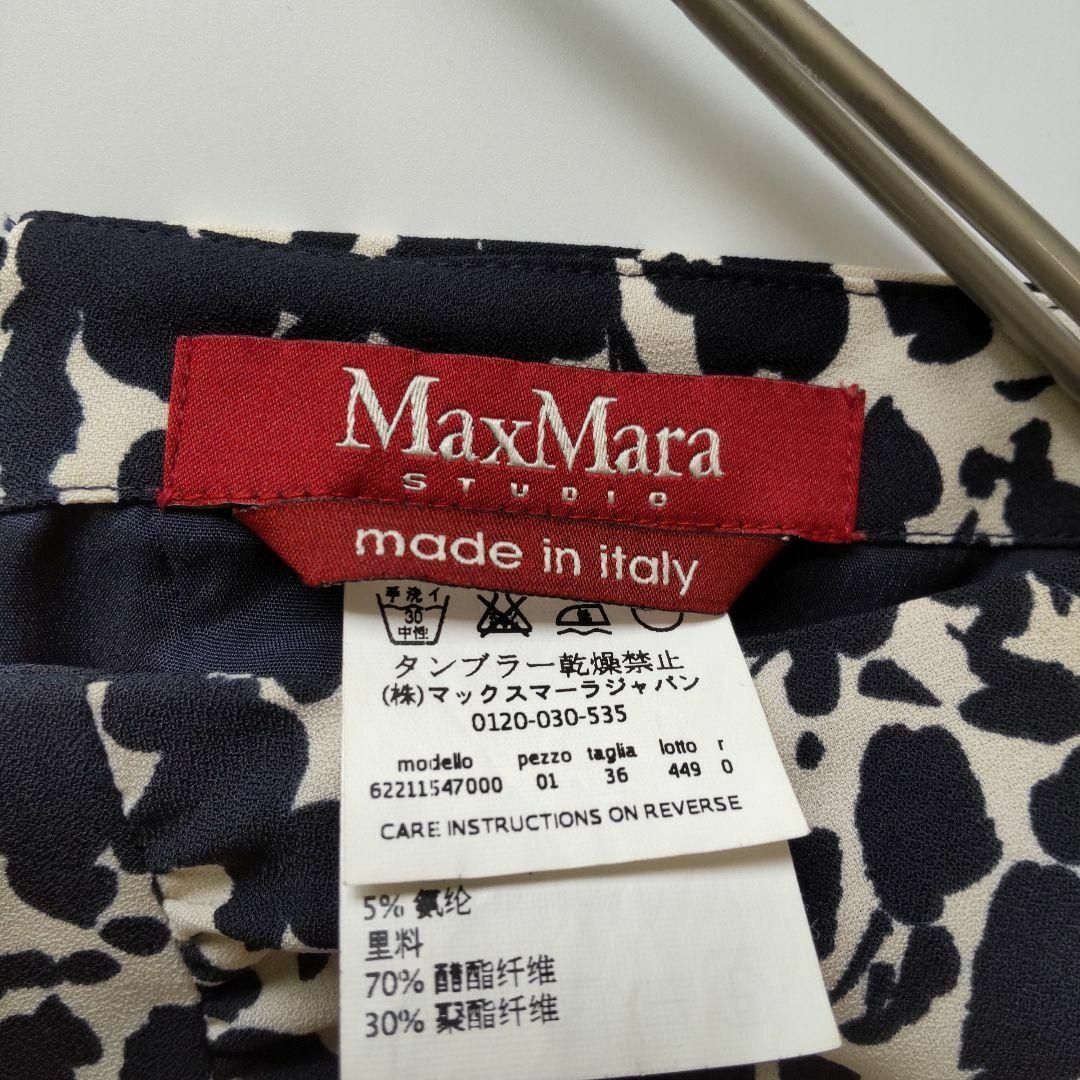 MaxMara
STUDIO
made in italy
手洗イ
30
中性
タンブラー乾燥禁止
(株)マックスマーラジャパン
0120-030-535
modello pezzo taglia lotto r
62211547000 01 36 449 0
CARE INSTRUCTIONS ON REVERSE
5% 氨纶
里料
70% 醋酯纤维
30% 聚酯纤维